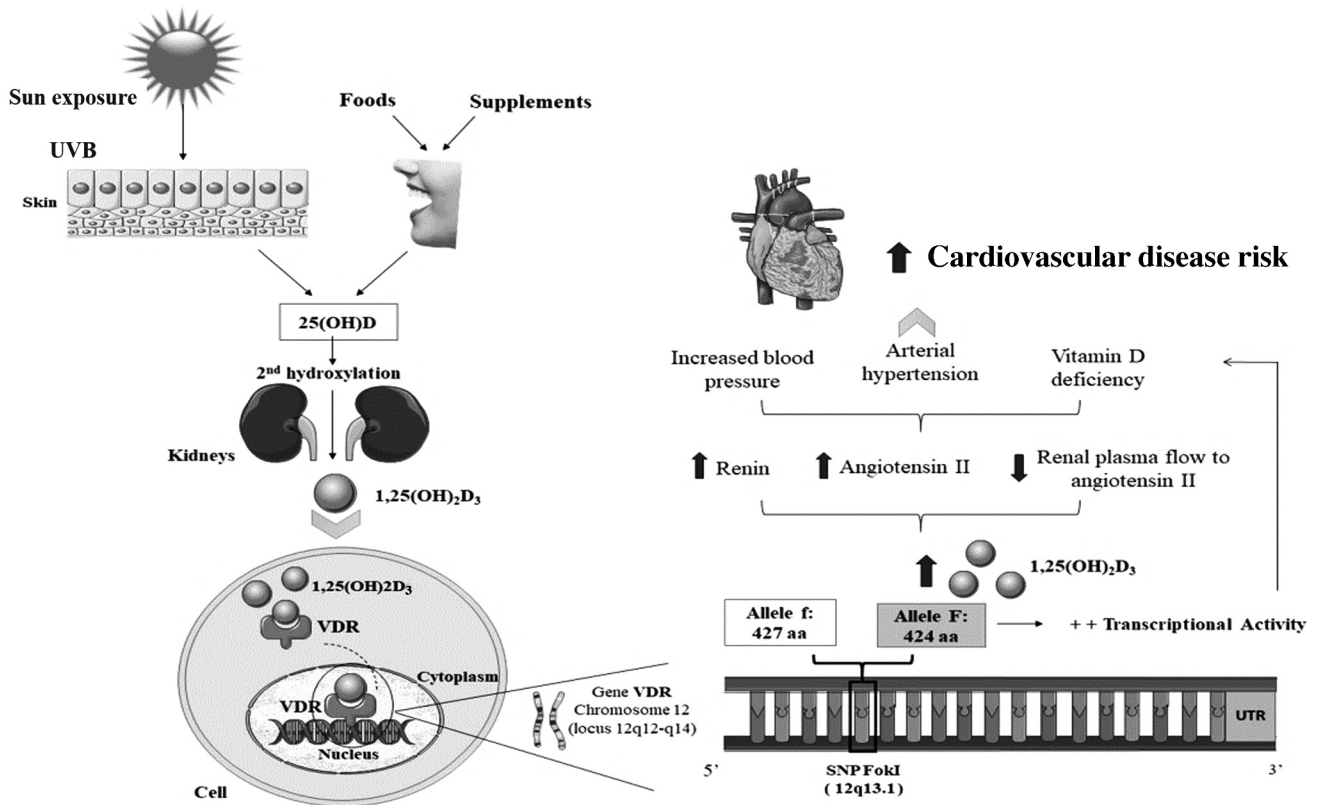 Sun exposure
UVB
Skin
Foods
Supplements
25(OH)D
2nd hydroxylation
Kidneys
1,25(OH)₂D₃
1,25(OH)2D₃
VDR
Cytoplasm
VDR
Nucleus
Cell
Gene VDR
Chromosome 12
(locus 12q12-q14)
Cardiovascular disease risk
Increased blood
pressure
Arterial
hypertension
Vitamin D
deficiency
Renin
Angiotensin II
Renal plasma flow to
angiotensin II
1,25(OH)₂D₃
Allele f:
427 aa
Allele F:
424 aa
++ Transcriptional Activity
UTR
5’
SNP FokI
(12q13.1)
3’